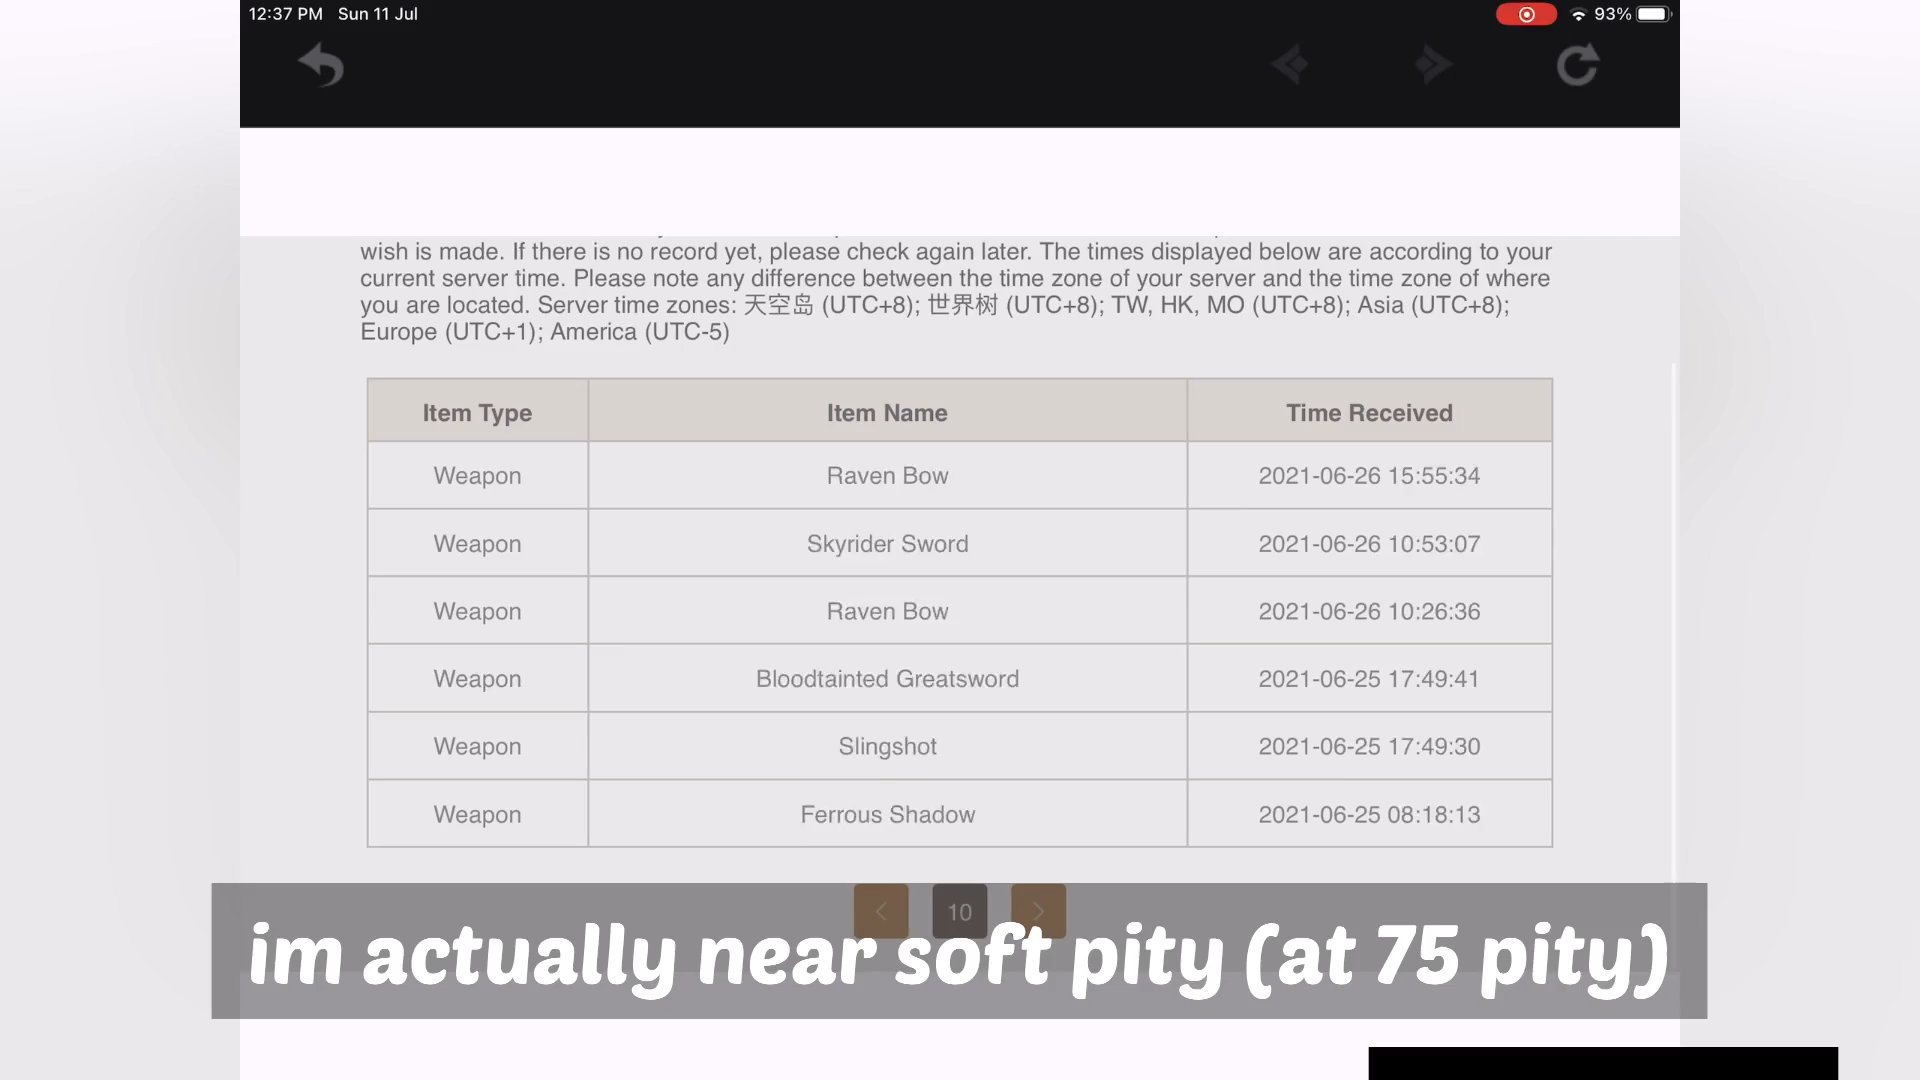 12:37 PM Sun 11 Jul
93%
wish is made. If there is no record yet, please check again later. The times displayed below are according to your
current server time. Please note any difference between the time zone of your server and the time zone of where
you are located. Server time zones: 天空岛 (UTC+8); 世界树 (UTC+8); TW, HK, MO (UTC+8); Asia (UTC+8);
Europe (UTC+1); America (UTC-5)
Item Type Item Name Time Received
Weapon Raven Bow 2021-06-26 15:55:34
Weapon Skyrider Sword 2021-06-26 10:53:07
Weapon Raven Bow 2021-06-26 10:26:36
Weapon Bloodtainted Greatsword 2021-06-25 17:49:41
Weapon Slingshot 2021-06-25 17:49:30
Weapon Ferrous Shadow 2021-06-25 08:18:13
10
im actually near soft pity (at 75 pity)